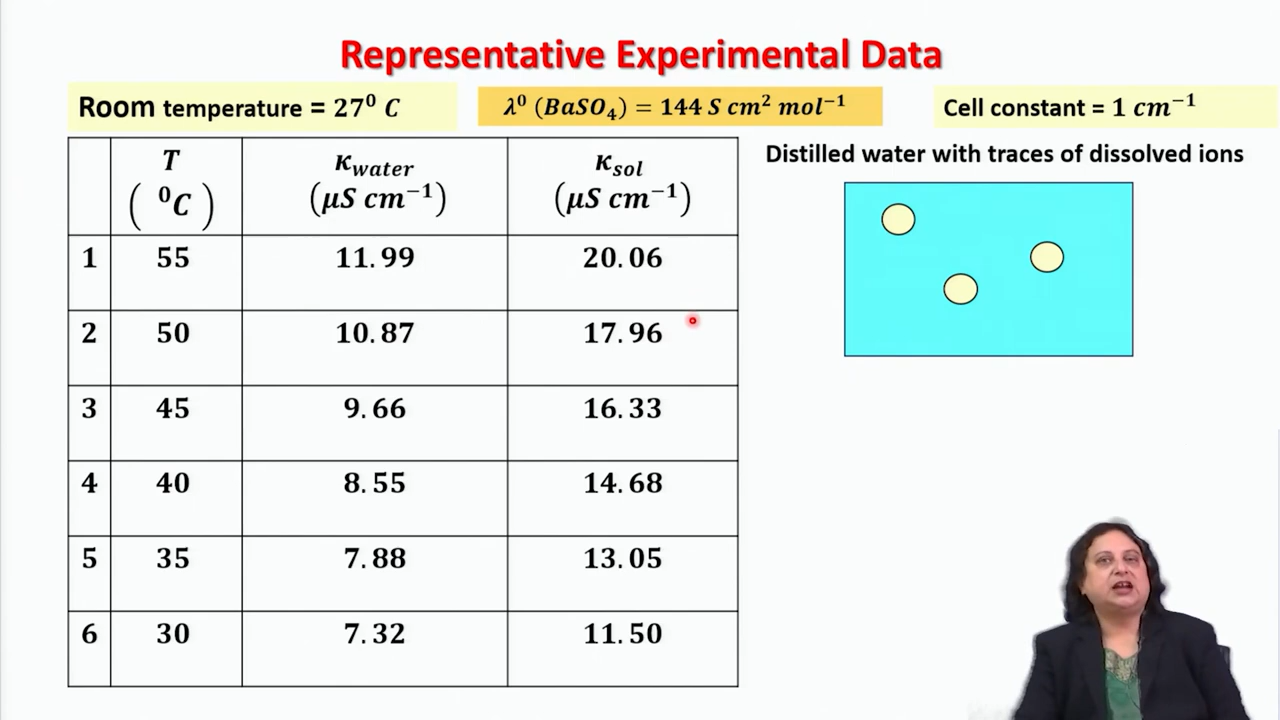 Representative Experimental Data
Room temperature = 27⁰ C
λ⁰ (BaSO₄) = 144 S cm² mol⁻¹
Cell constant = 1 cm⁻¹
T (⁰C) κ_water (μS cm⁻¹) κ_sol (μS cm⁻¹)
1 55 11.99 20.06
2 50 10.87 17.96
3 45 9.66 16.33
4 40 8.55 14.68
5 35 7.88 13.05
6 30 7.32 11.50
Distilled water with traces of dissolved ions